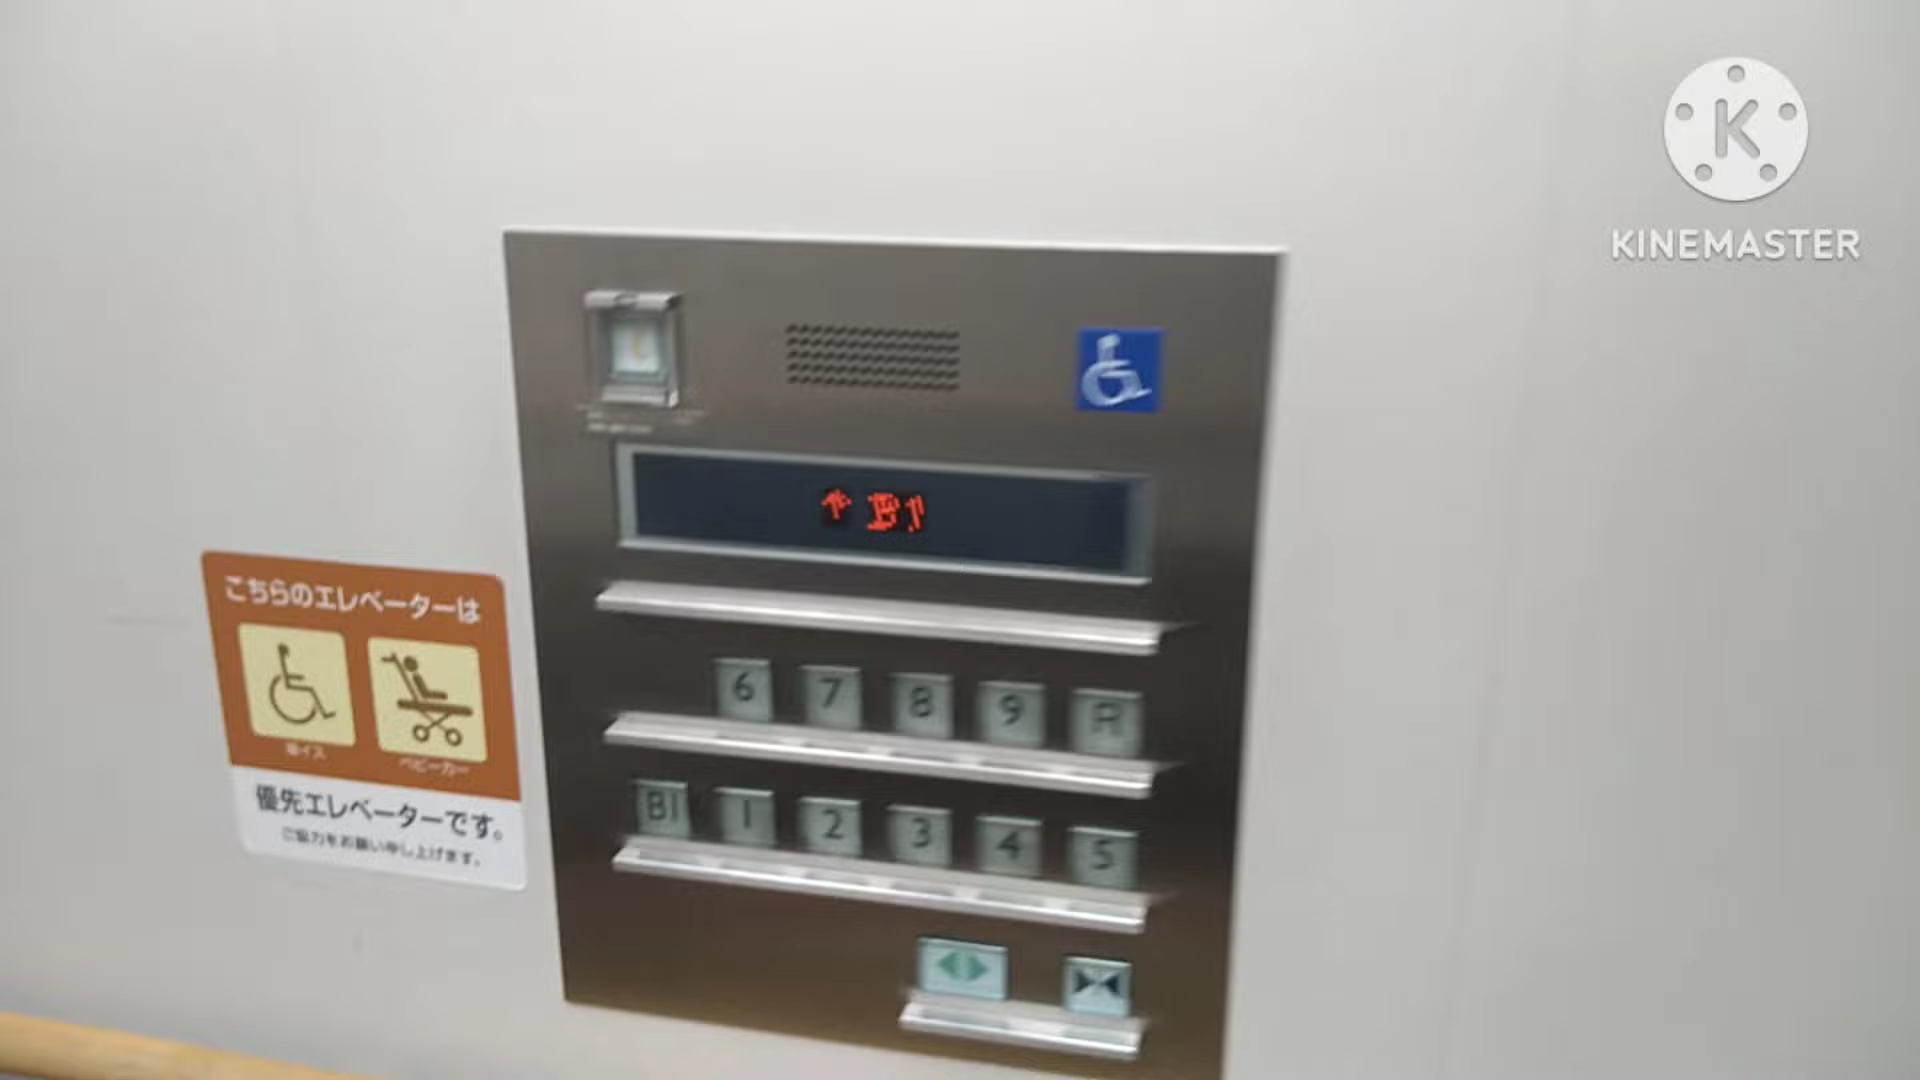 KINEMASTER
↑ B1
こちらのエレベーターは
車イス ベビーカー
優先エレベーターです。
ご協力をお願い申し上げます。
6 7 8 9 R
B1 1 2 3 4 5